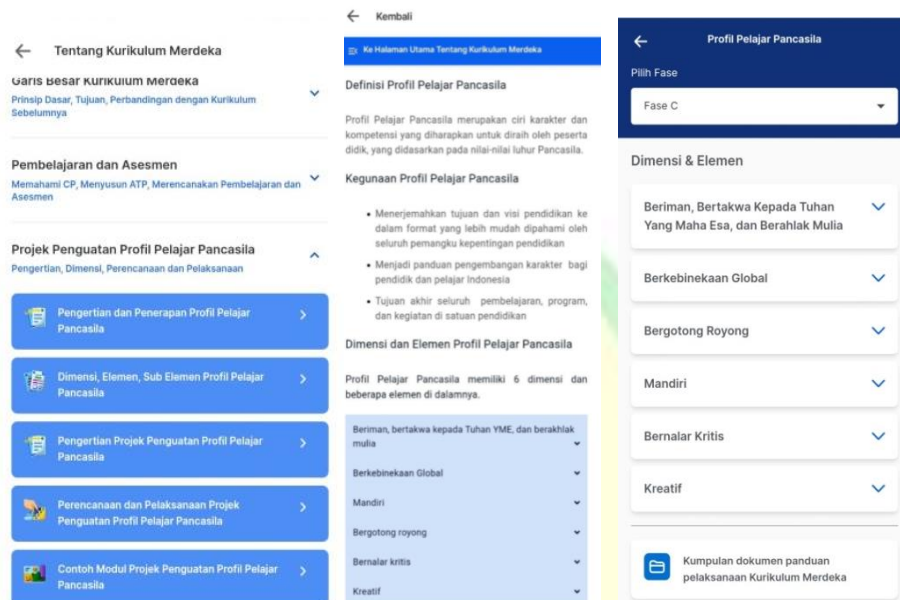 Tentang Kurikulum Merdeka
Garis Besar Kurikulum Merdeka
Prinsip Dasar, Tujuan, Perbandingan dengan Kurikulum
Sebelumnya
Pembelajaran dan Asesmen
Memahami CP, Menyusun ATP, Merencanakan Pembelajaran dan
Asesmen
Projek Penguatan Profil Pelajar Pancasila
Pengertian, Dimensi, Perencanaan dan Pelaksanaan
Pengertian dan Penerapan Profil Pelajar
Pancasila
Dimensi, Elemen, Sub Elemen Profil Pelajar
Pancasila
Pengertian Projek Penguatan Profil Pelajar
Pancasila
Perencanaan dan Pelaksanaan Projek
Penguatan Profil Pelajar Pancasila
Contoh Modul Projek Penguatan Profil Pelajar
Pancasila
Kembali
Ke Halaman Utama Tentang Kurikulum Merdeka
Definisi Profil Pelajar Pancasila
Profil Pelajar Pancasila merupakan ciri karakter dan
kompetensi yang diharapkan untuk diraih oleh peserta
didik, yang didasarkan pada nilai-nilai luhur Pancasila.
Kegunaan Profil Pelajar Pancasila
• Menerjemahkan tujuan dan visi pendidikan ke
dalam format yang lebih mudah dipahami oleh
seluruh pemangku kepentingan pendidikan
• Menjadi panduan pengembangan karakter bagi
pendidik dan pelajar Indonesia
• Tujuan akhir seluruh pembelajaran, program,
dan kegiatan di satuan pendidikan
Dimensi dan Elemen Profil Pelajar Pancasila
Profil Pelajar Pancasila memiliki 6 dimensi dan
beberapa elemen di dalamnya.
Beriman, bertakwa kepada Tuhan YME, dan berakhlak
mulia
Berkebinekaan Global
Mandiri
Bergotong royong
Bernalar kritis
Kreatif
Profil Pelajar Pancasila
Pilih Fase
Fase C
Dimensi & Elemen
Beriman, Bertakwa Kepada Tuhan
Yang Maha Esa, dan Berahlak Mulia
Berkebinekaan Global
Bergotong Royong
Mandiri
Bernalar Kritis
Kreatif
Kumpulan dokumen panduan
pelaksanaan Kurikulum Merdeka